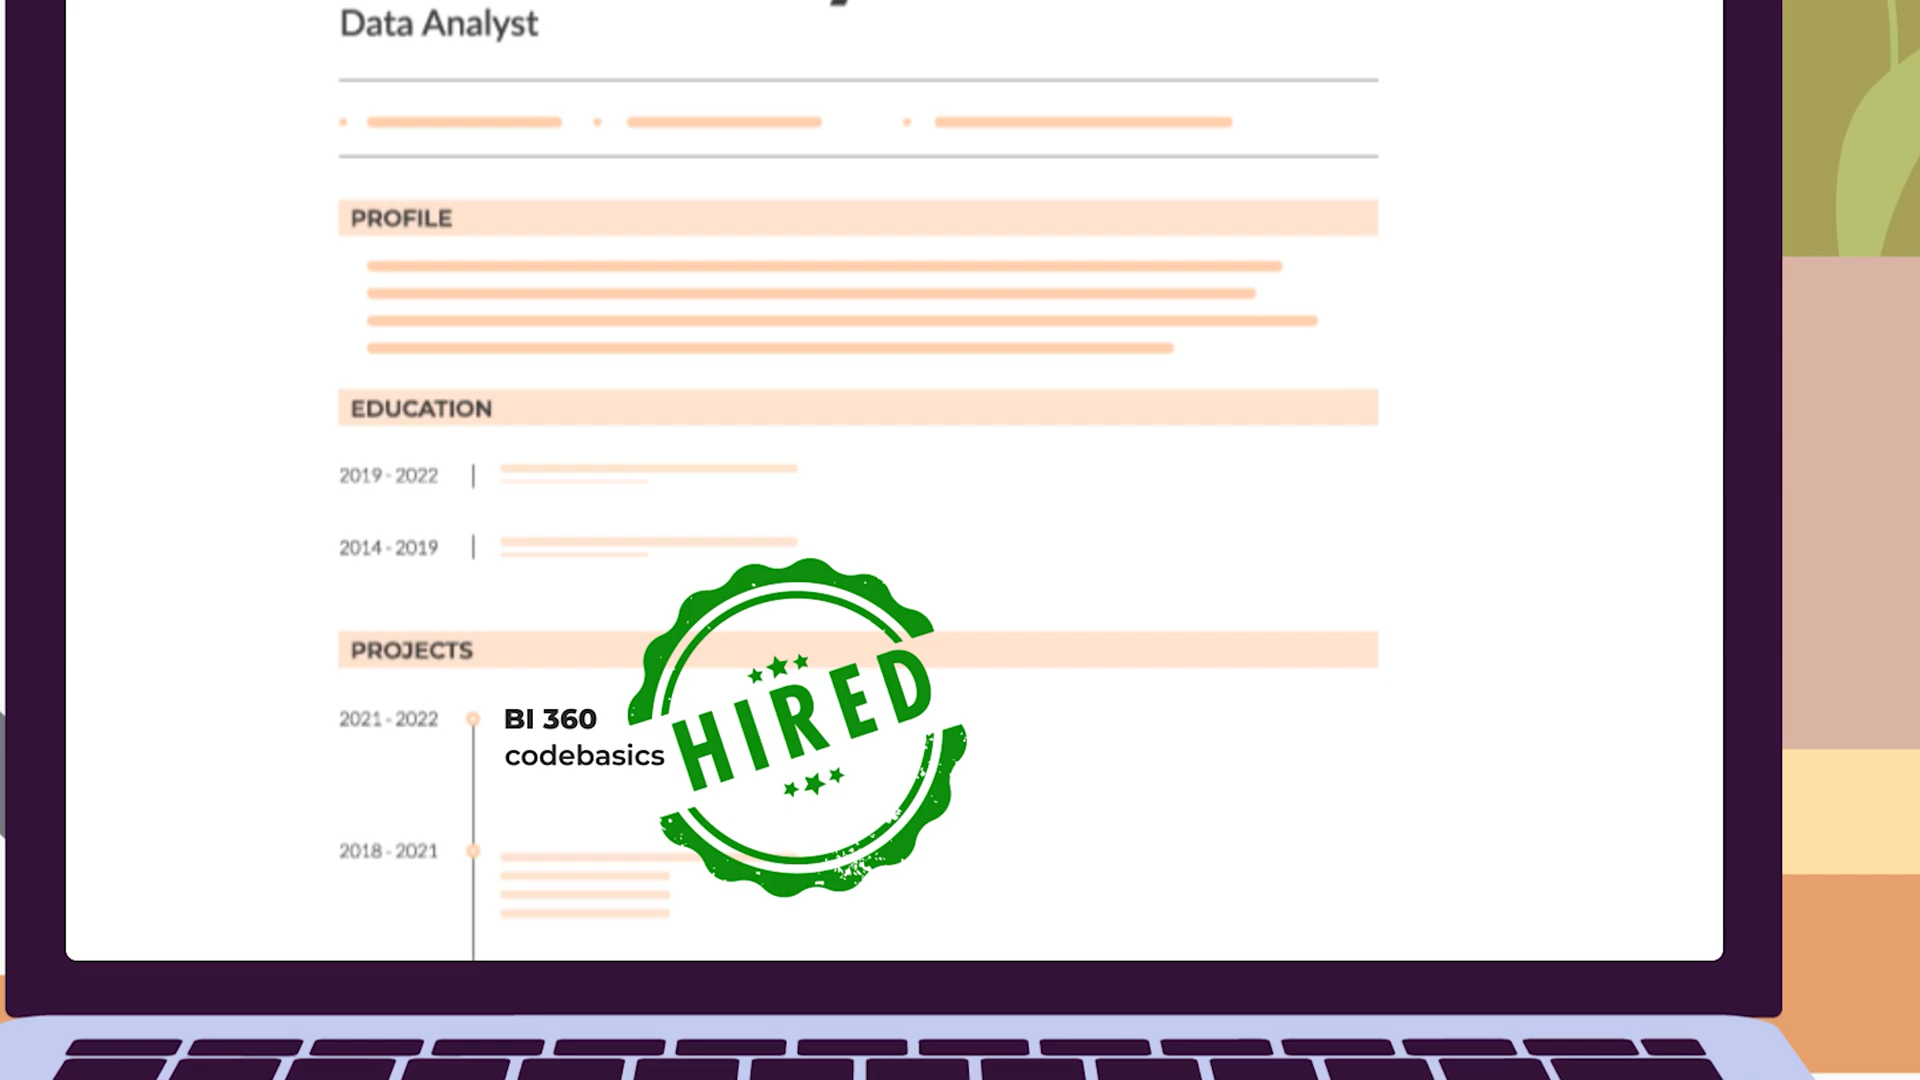 Data Analyst
PROFILE
EDUCATION
2019 - 2022
2014 - 2019
PROJECTS
2021 - 2022
BI 360
codebasics
HIRED
2018 - 2021